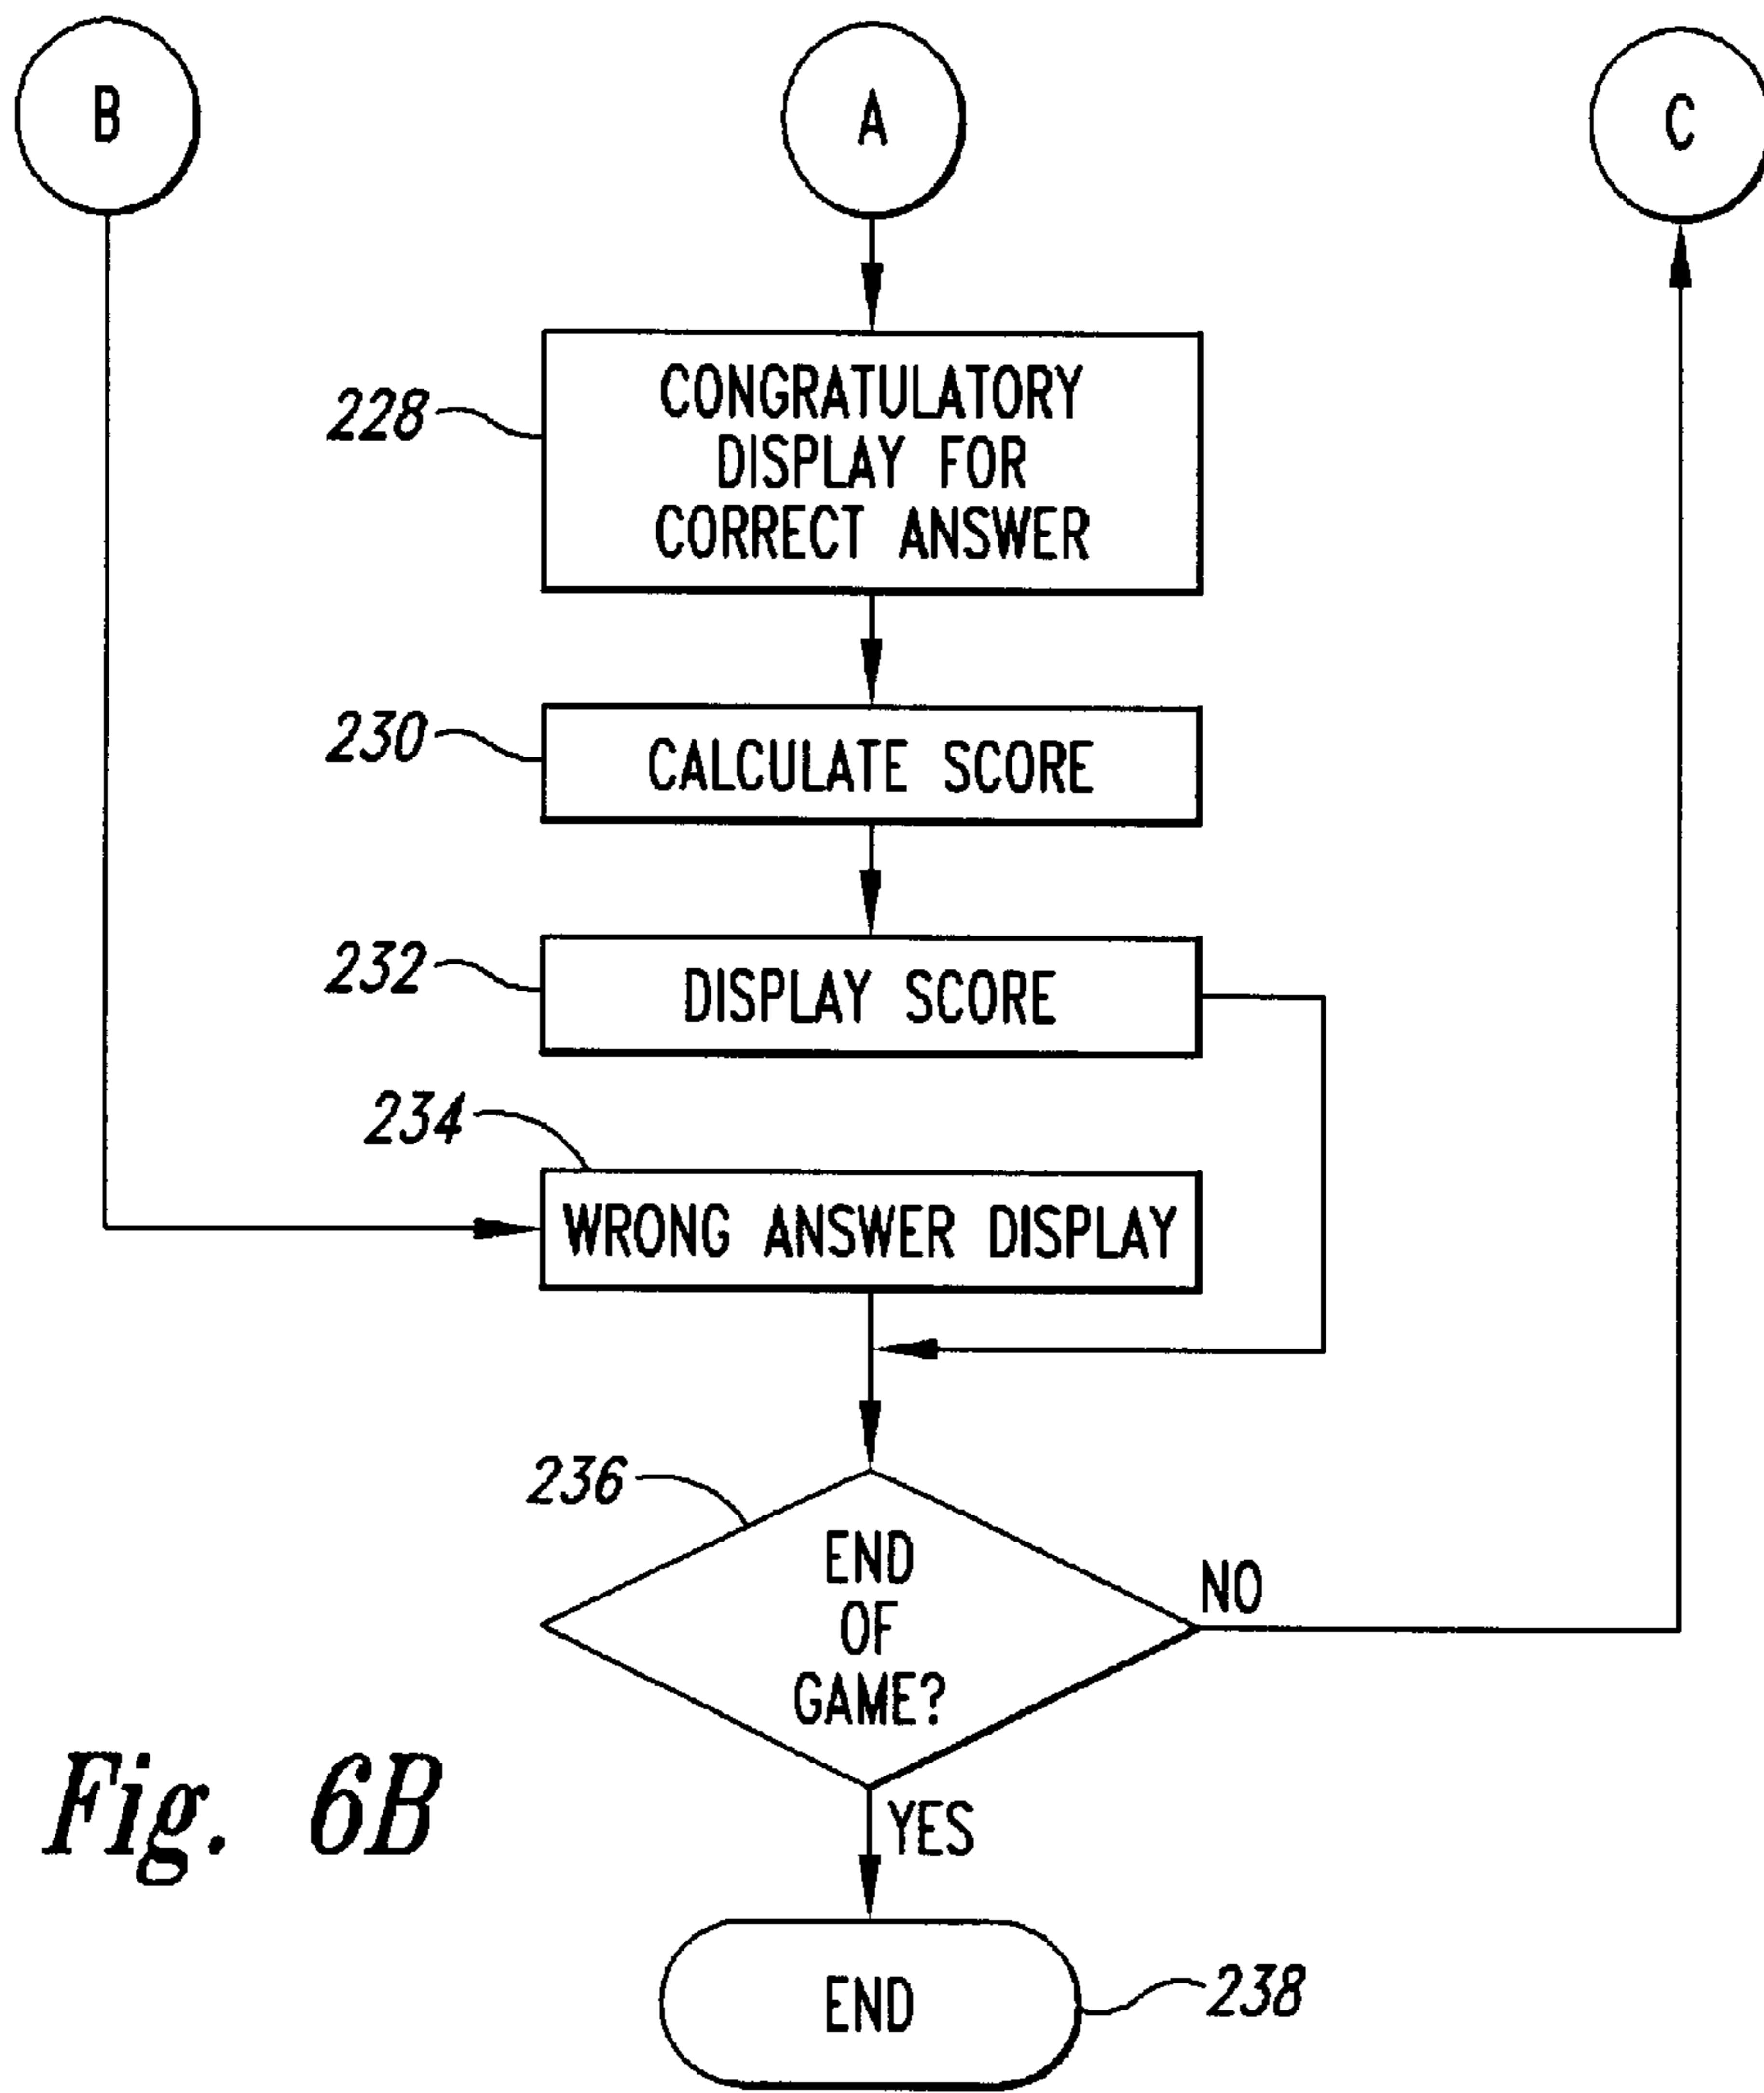 B
A
C
228
CONGRATULATORY
DISPLAY FOR
CORRECT ANSWER
230
CALCULATE SCORE
232
DISPLAY SCORE
234
WRONG ANSWER DISPLAY
236
END
OF
GAME?
NO
YES
Fig. 6B
END
238